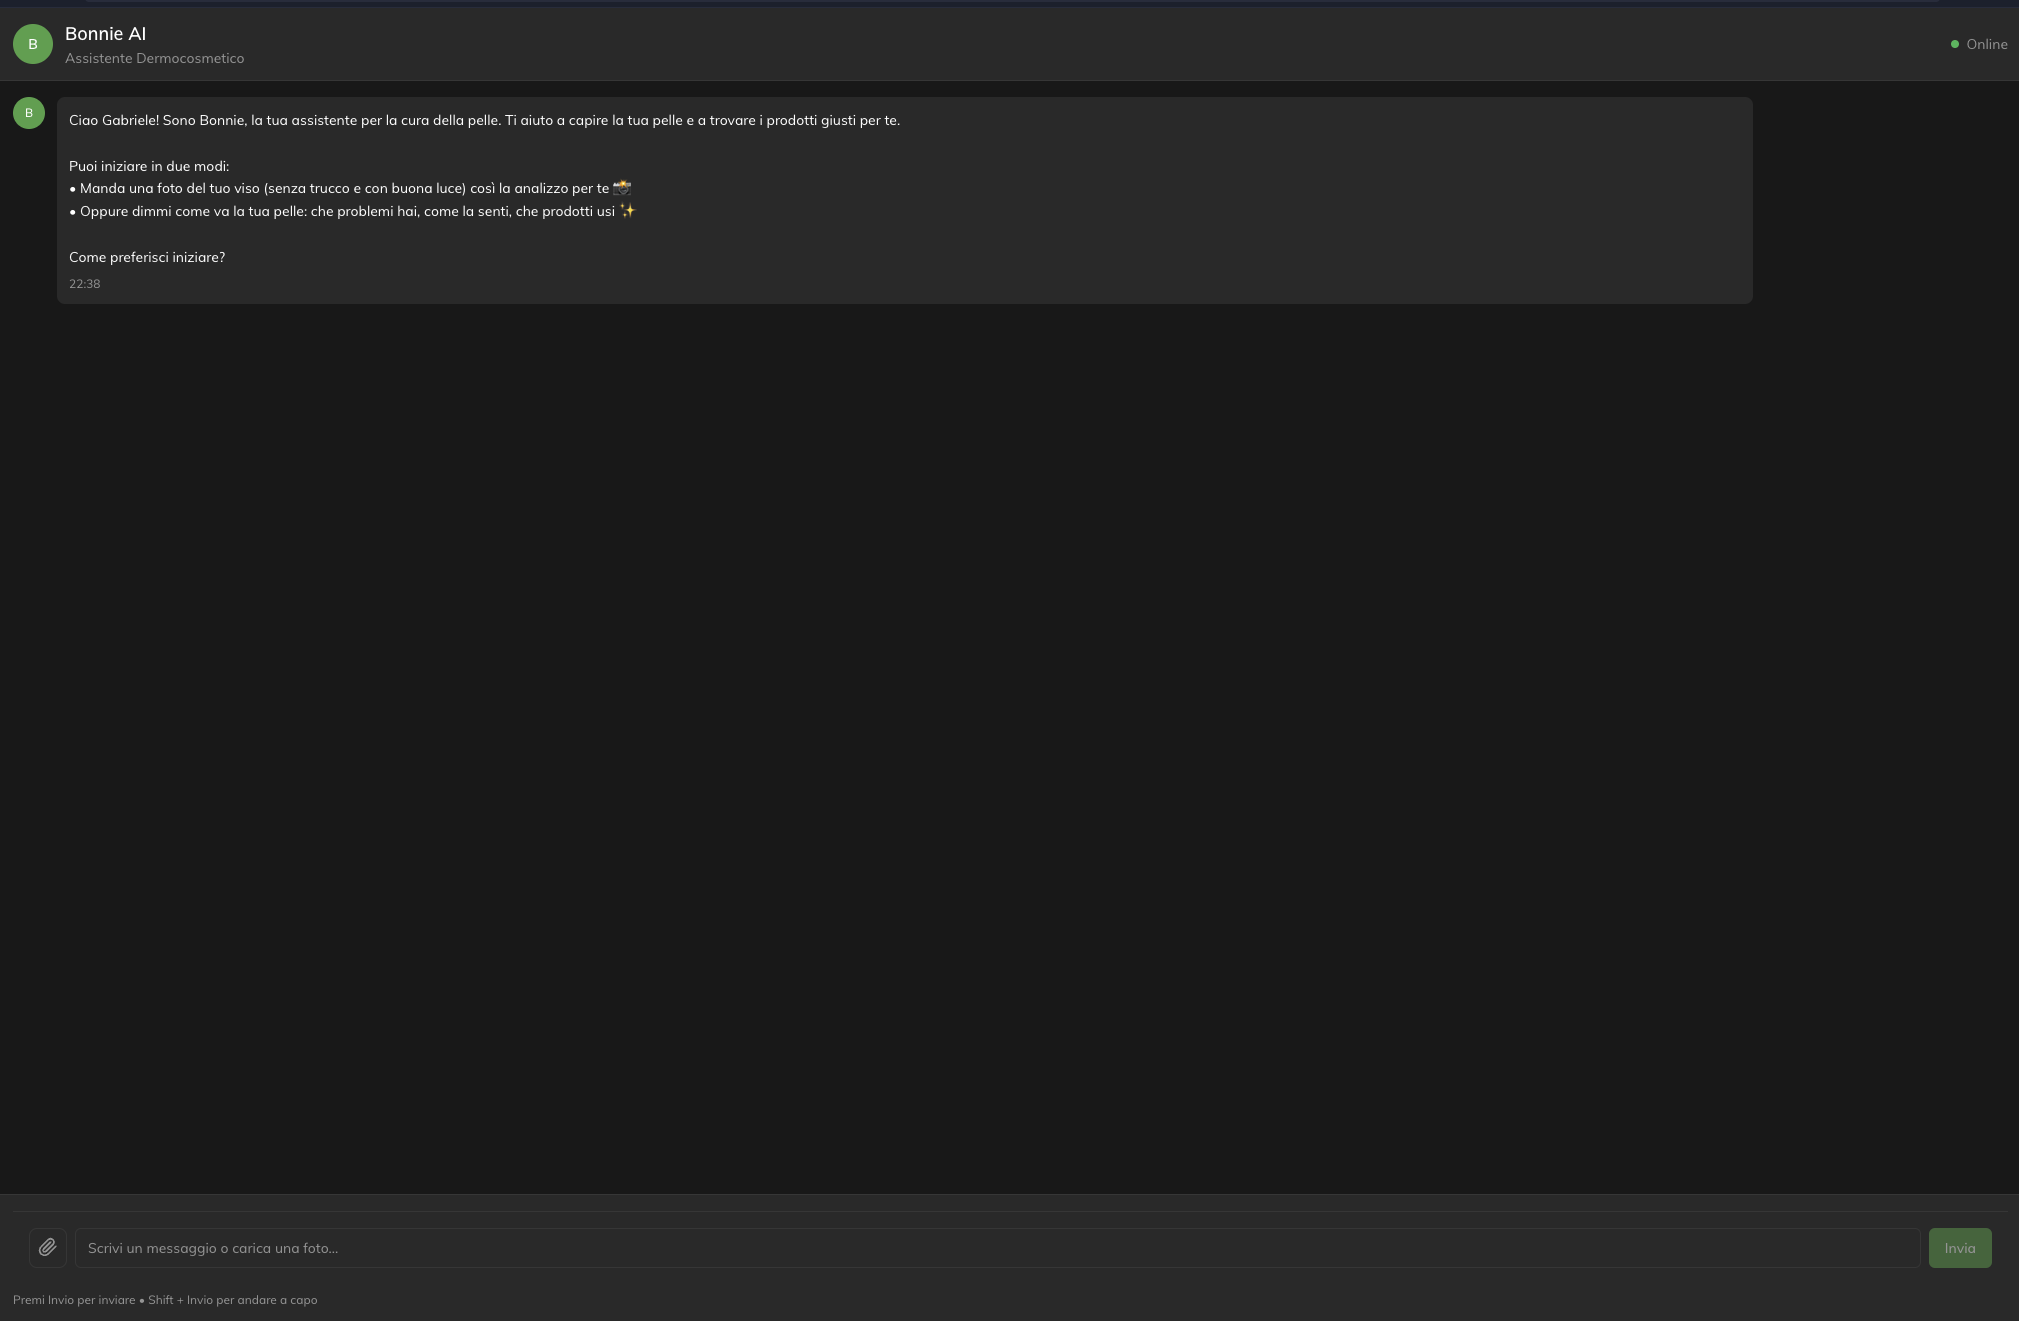 B
Bonnie AI
Assistente Dermocosmetico
Online
B
Ciao Gabriele! Sono Bonnie, la tua assistente per la cura della pelle. Ti aiuto a capire la tua pelle e a trovare i prodotti giusti per te.
Puoi iniziare in due modi:
• Manda una foto del tuo viso (senza trucco e con buona luce) così la analizzo per te 📸
• Oppure dimmi come va la tua pelle: che problemi hai, come la senti, che prodotti usi ✨
Come preferisci iniziare?
22:38
Scrivi un messaggio o carica una foto...
Invia
Premi Invio per inviare • Shift + Invio per andare a capo